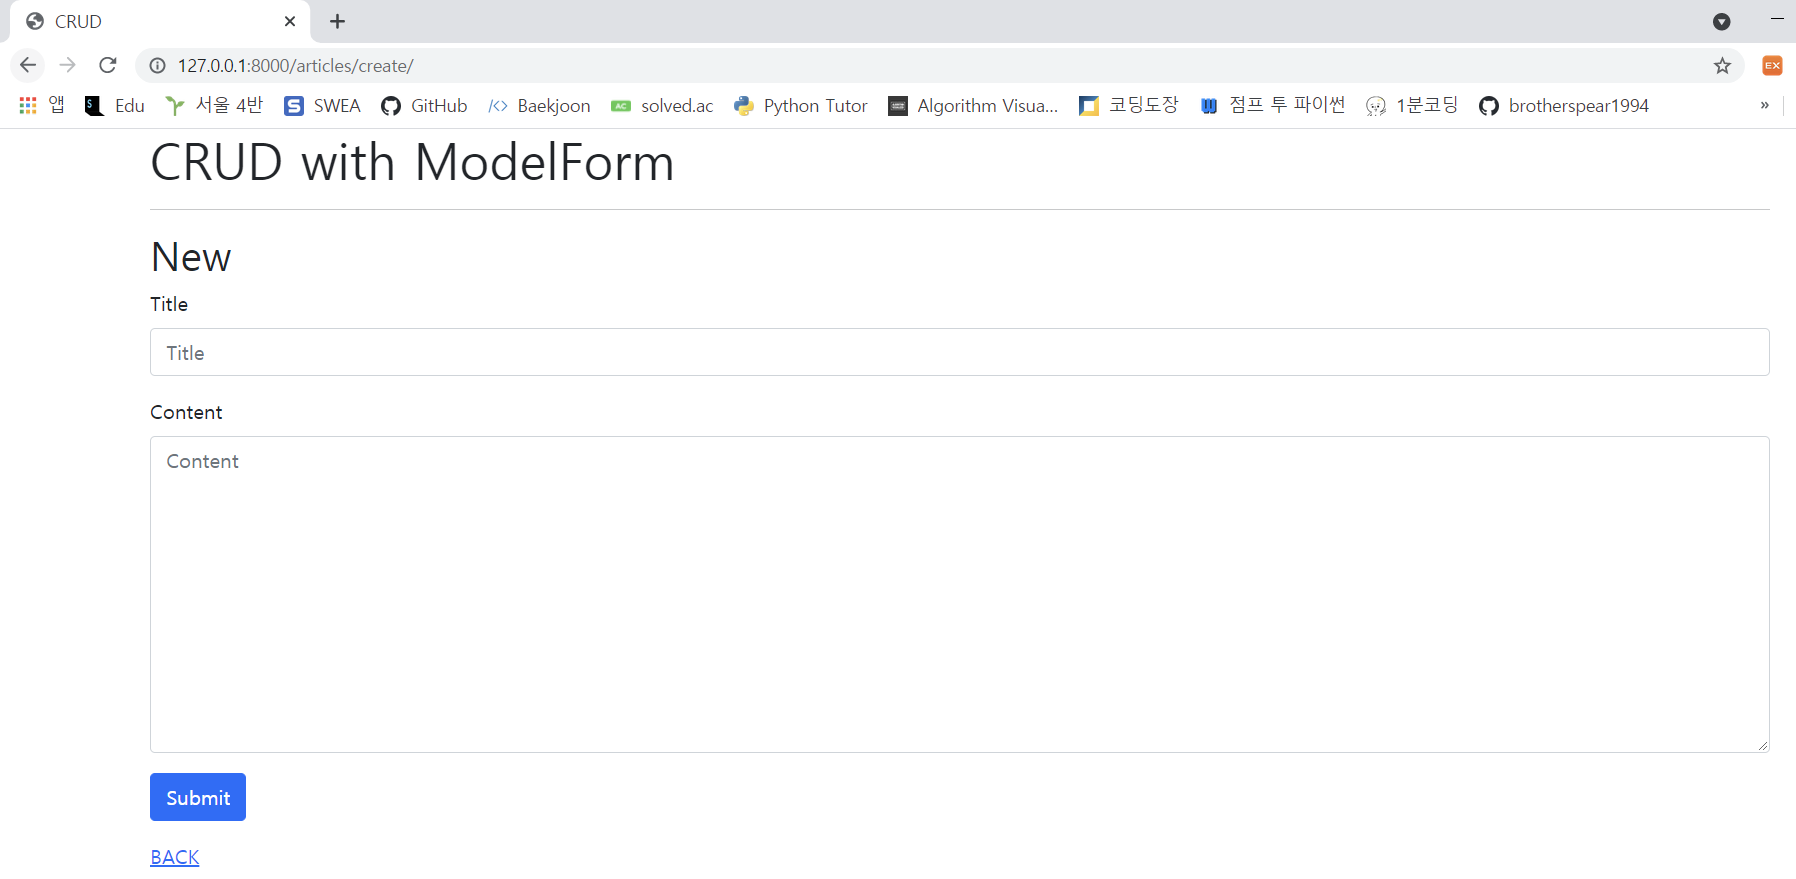 CRUD
127.0.0.1:8000/articles/create/
EX
앱 Edu 서울 4반 SWEA GitHub Baekjoon solved.ac Python Tutor Algorithm Visua... 코딩도장 점프 투 파이썬 1분코딩 brotherspear1994 »
CRUD with ModelForm
New
Title
Title
Content
Content
Submit
BACK